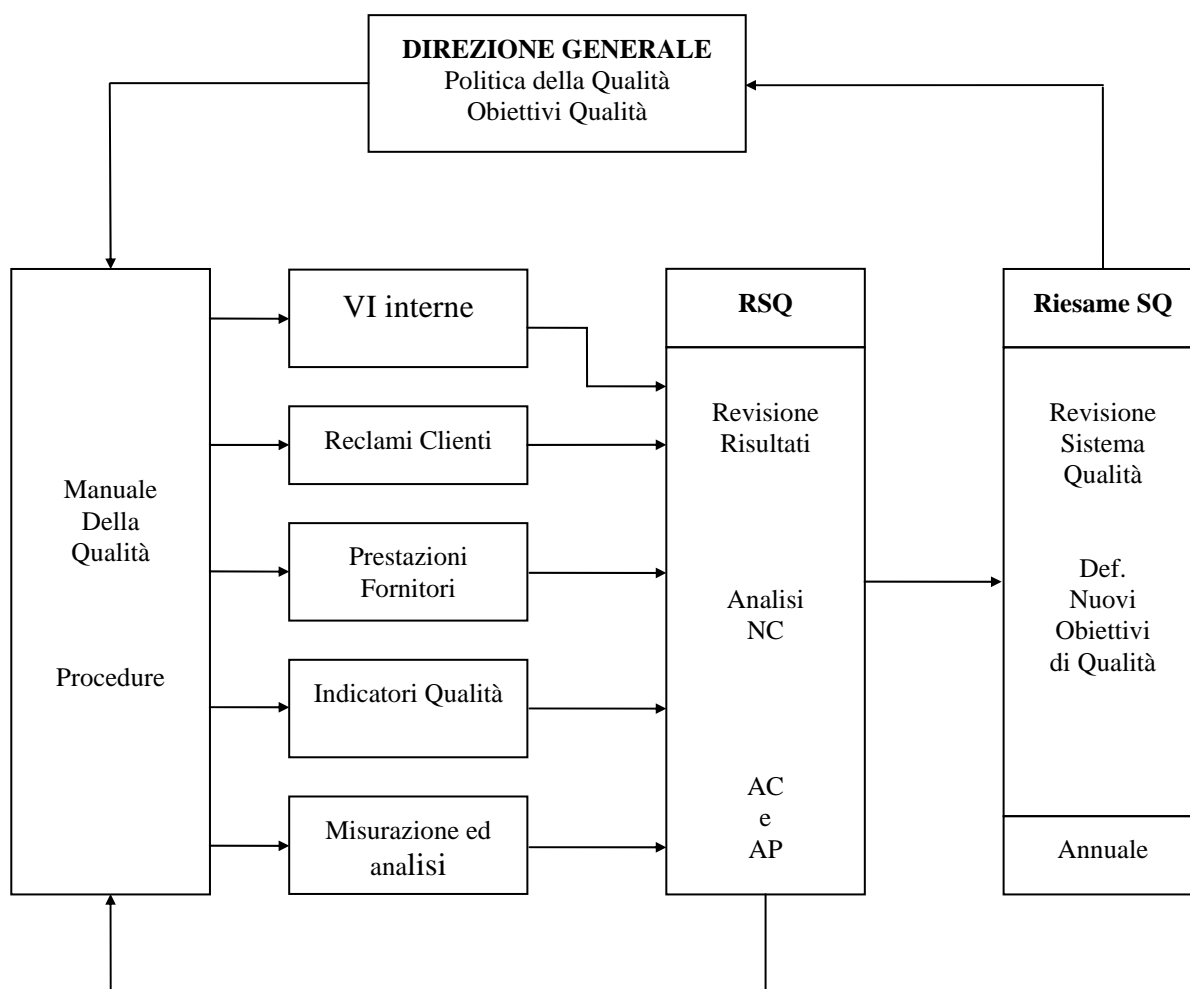 DIREZIONE GENERALE
Politica della Qualità
Obiettivi Qualità
Manuale
Della
Qualità
Procedure
VI interne
Reclami Clienti
Prestazioni
Fornitori
Indicatori Qualità
Misurazione ed
analisi
RSQ
Revisione
Risultati
Analisi
NC
AC
e
AP
Riesame SQ
Revisione
Sistema
Qualità
Def.
Nuovi
Obiettivi
di Qualità
Annuale